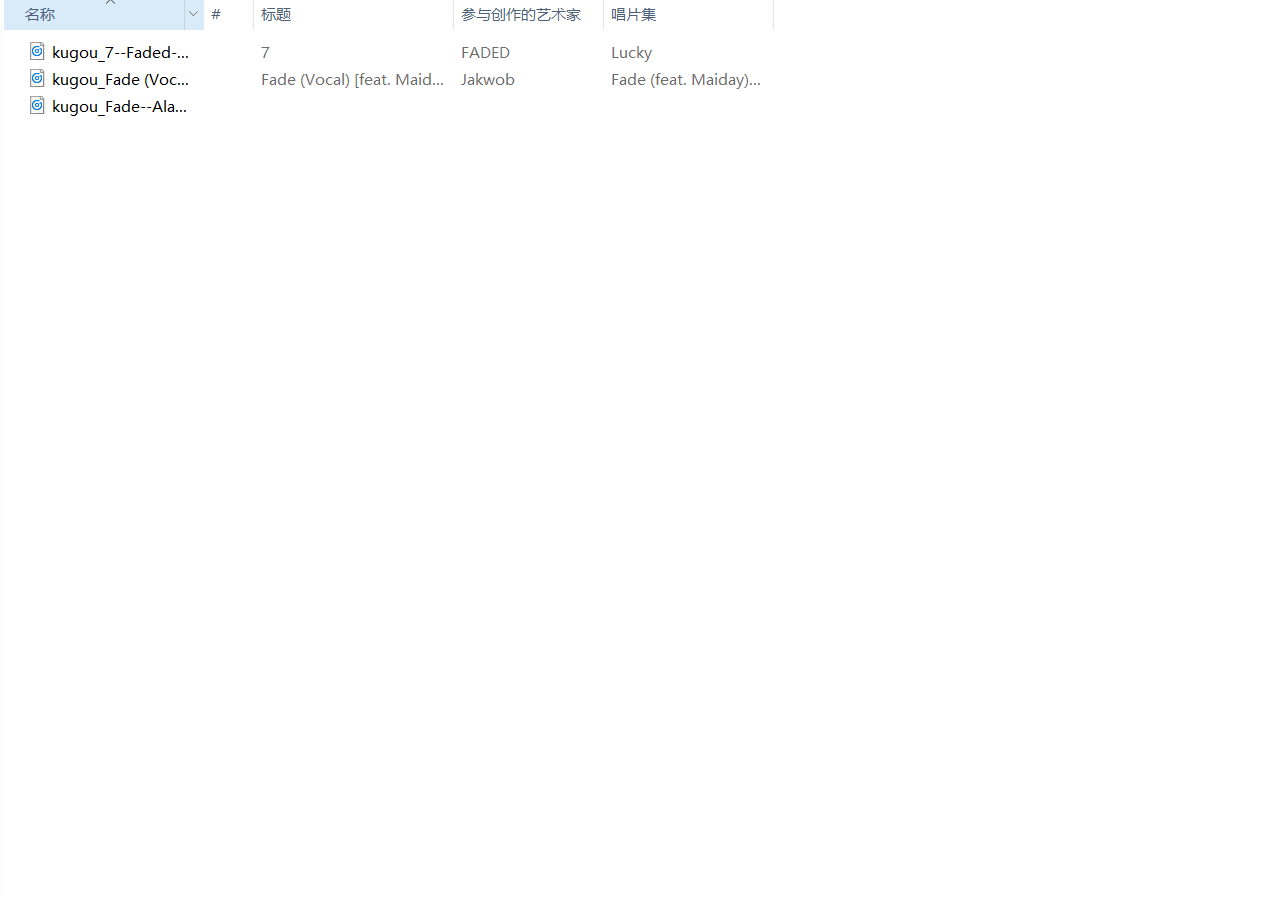 名称 # 标题 参与创作的艺术家 唱片集
kugou_7--Faded-... 7 FADED Lucky
kugou_Fade (Voc... Fade (Vocal) [feat. Maid... Jakwob Fade (feat. Maiday)...
kugou_Fade--Ala...